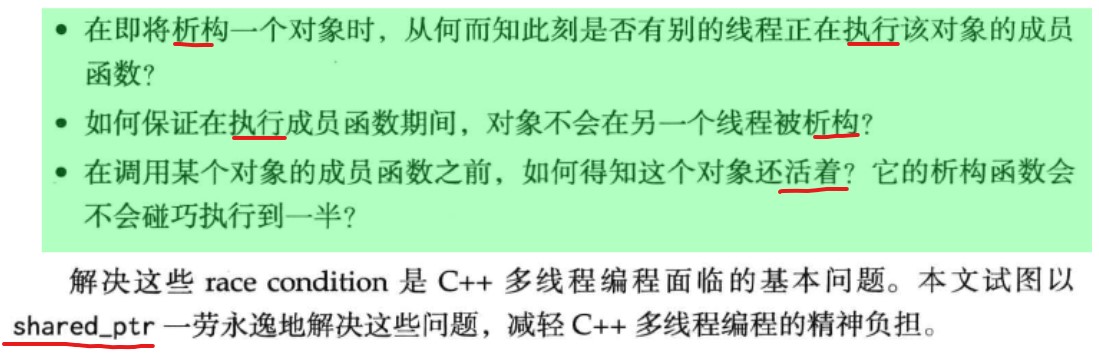 • 在即将析构一个对象时，从何而知此刻是否有别的线程正在执行该对象的成员
函数？
• 如何保证在执行成员函数期间，对象不会在另一个线程被析构？
• 在调用某个对象的成员函数之前，如何得知这个对象还活着？它的析构函数会
不会碰巧执行到一半？
解决这些 race condition 是 C++ 多线程编程面临的基本问题。本文试图以
shared_ptr 一劳永逸地解决这些问题，减轻 C++ 多线程编程的精神负担。